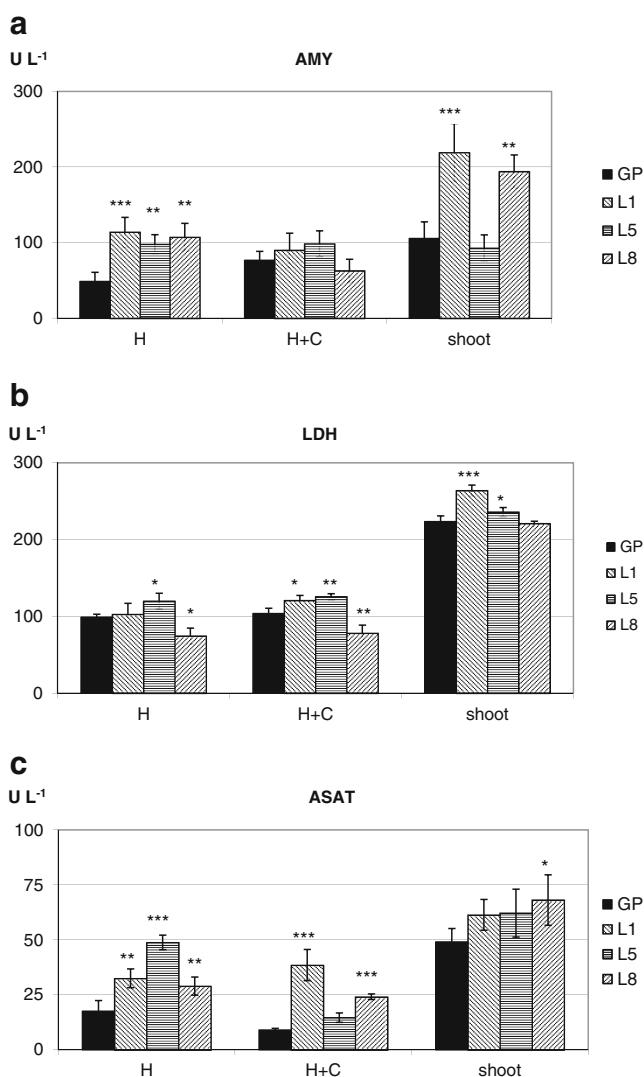 a
U L-1 AMY
300
*** ***
** ** **
200
100
0
H H+C shoot
GP
L1
L5
L8
b
U L-1 LDH
300
*** *
200
* * * ** **
100
0
H H+C shoot
GP
L1
L5
L8
c
U L-1 ASAT
100
*
75
** *** ** *** ***
50
25
0
H H+C shoot
GP
L1
L5
L8